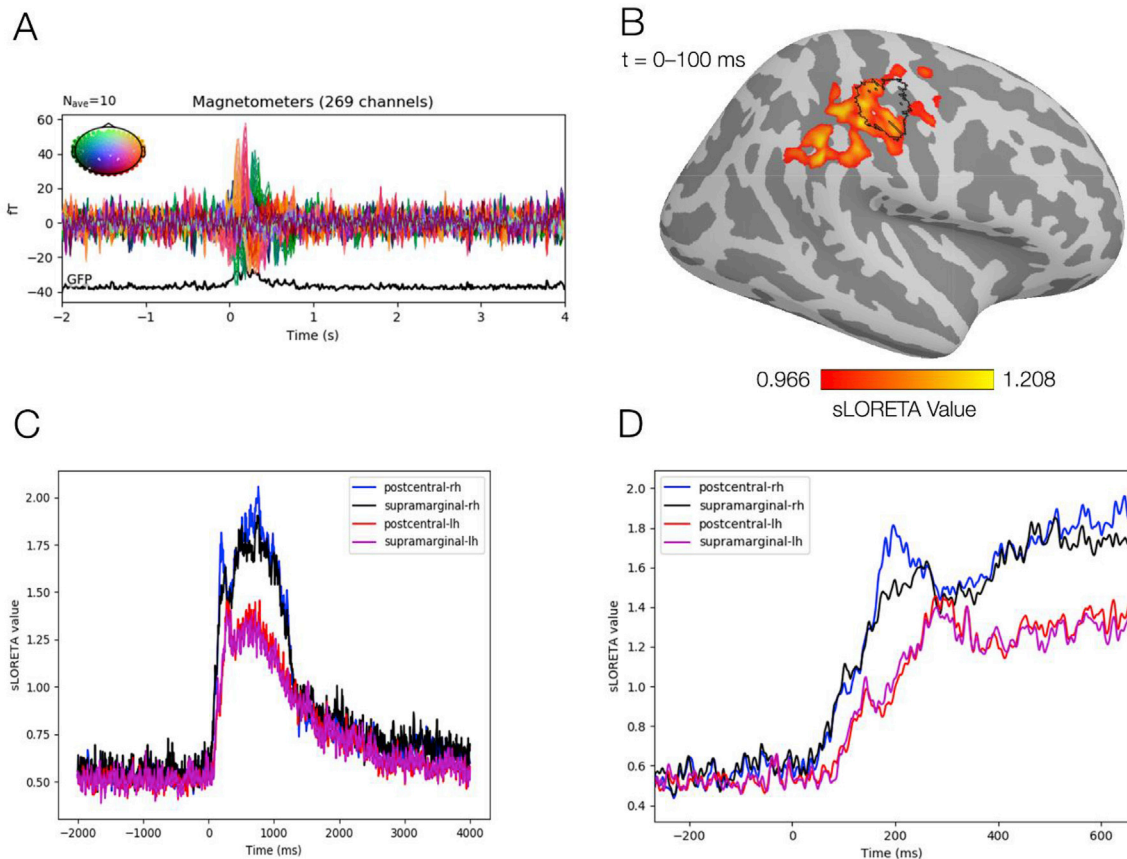 A
N_ave=10
Magnetometers (269 channels)
60
40
20
0
−20
−40
fT
GFP
−2
−1
0
1
2
3
4
Time (s)
B
t = 0–100 ms
0.966
1.208
sLORETA Value
C
2.00
1.75
1.50
1.25
1.00
0.75
0.50
sLORETA value
postcentral-rh
supramarginal-rh
postcentral-lh
supramarginal-lh
−2000
−1000
0
1000
2000
3000
4000
Time (ms)
D
2.0
1.8
1.6
1.4
1.2
1.0
0.8
0.6
0.4
sLORETA value
postcentral-rh
supramarginal-rh
postcentral-lh
supramarginal-lh
−200
0
200
400
600
Time (ms)